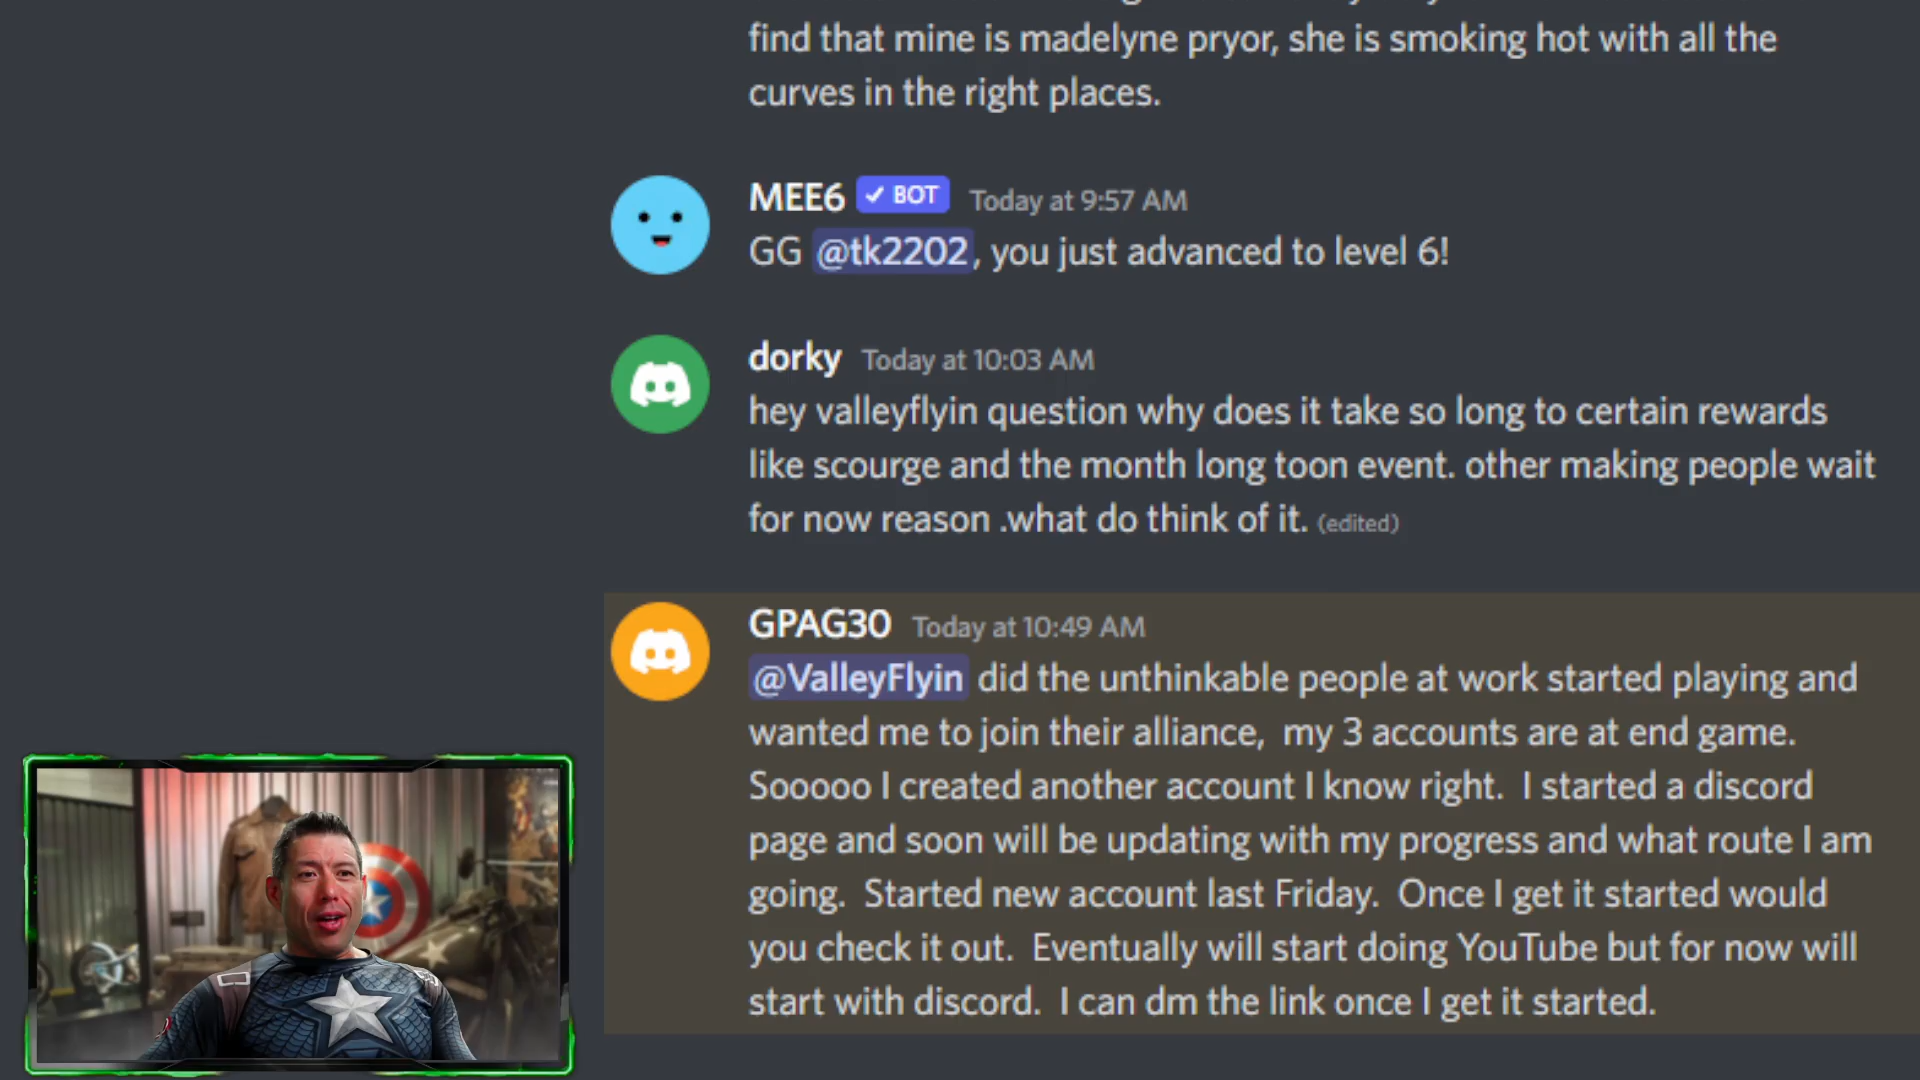 find that mine is madelyne pryor, she is smoking hot with all the
curves in the right places.
MEE6 ✓ BOT Today at 9:57 AM
GG @tk2202, you just advanced to level 6!
dorky Today at 10:03 AM
hey valleyflyin question why does it take so long to certain rewards
like scourge and the month long toon event. other making people wait
for now reason .what do think of it. (edited)
GPAG30 Today at 10:49 AM
@ValleyFlyin did the unthinkable people at work started playing and
wanted me to join their alliance, my 3 accounts are at end game.
Sooooo I created another account I know right. I started a discord
page and soon will be updating with my progress and what route I am
going. Started new account last Friday. Once I get it started would
you check it out. Eventually will start doing YouTube but for now will
start with discord. I can dm the link once I get it started.